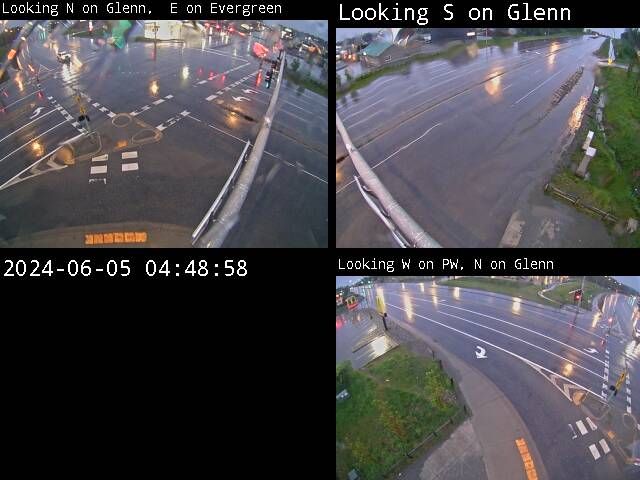 Looking N on Glenn,  E on Evergreen
Looking S on Glenn
2024-06-05 04:48:58
Looking W on PW, N on Glenn